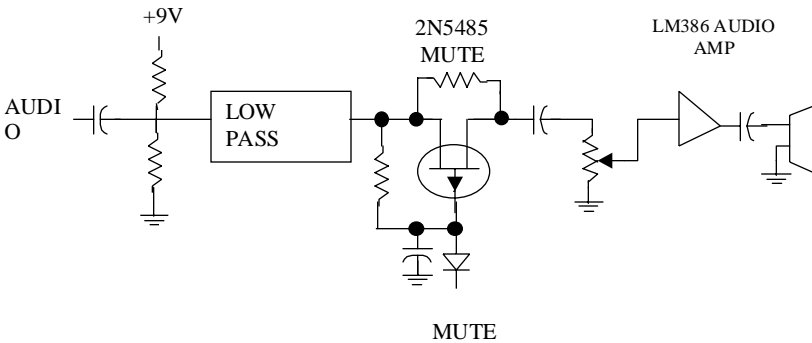 +9V
2N5485
MUTE
LM386 AUDIO
AMP
AUDI
O
LOW
PASS
MUTE